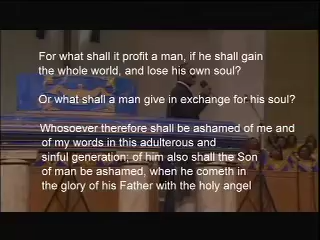 For what shall it profit a man, if he shall gain
the whole world, and lose his own soul?
Or what shall a man give in exchange for his soul?
Whosoever therefore shall be ashamed of me and
of my words in this adulterous and
sinful generation; of him also shall the Son
of man be ashamed, when he cometh in
the glory of his Father with the holy angel